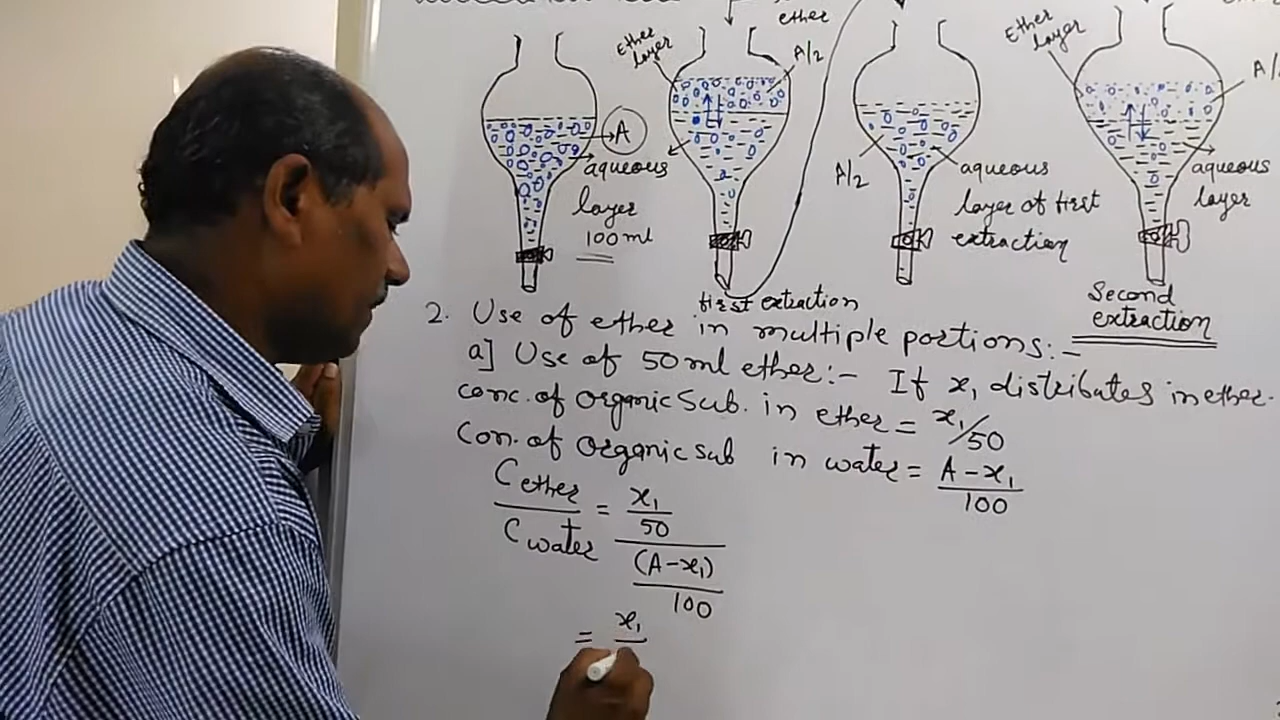 ether
Ether
layer
A/2
A
aqueous
layer
100 ml
first extraction
A/2
aqueous
layer of first
extraction
Ether
layer
aqueous
layer
Second
extraction
2. Use of ether in multiple portions:-
a] Use of 50 ml ether:- If x₁ distributes in ether.
conc. of organic Sub. in ether = x₁/50
Con. of organic sub in water = A-x₁
100
C ether = x₁
50
C water
(A-x₁)
100
= x₁